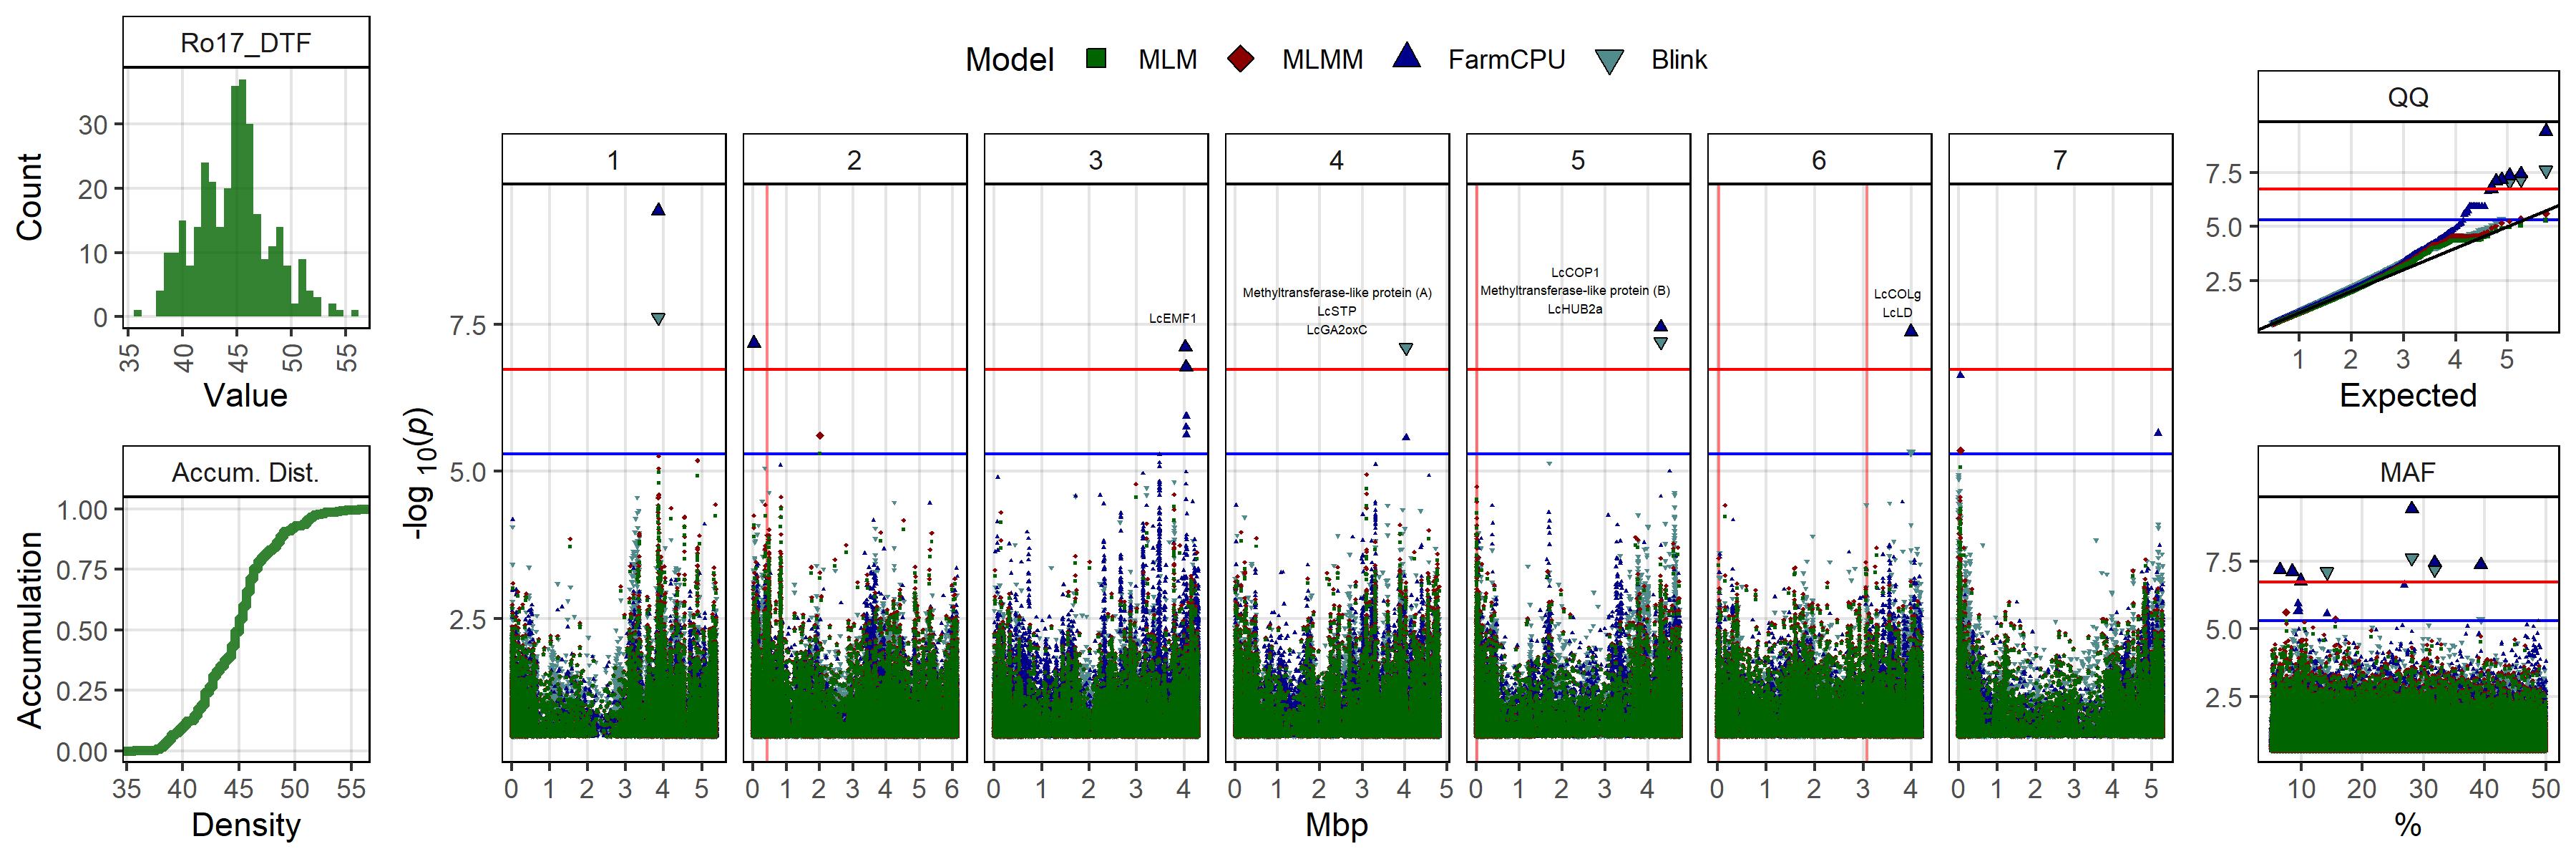 Ro17_DTF
Count
30
20
10
0
35 40 45 50 55
Value
Accum. Dist.
Accumulation
1.00
0.75
0.50
0.25
0.00
35 40 45 50 55
Density
Model MLM MLMM FarmCPU Blink
-log 10(p)
7.5
5.0
2.5
1 2 3 4 5 6 7
LcEMF1
Methyltransferase-like protein (A)
LcSTP
LcGA2oxC
LcCOP1
Methyltransferase-like protein (B)
LcHUB2a
LcCOLg
LcLD
0 1 2 3 4 5
0 1 2 3 4 5 6
0 1 2 3 4
0 1 2 3 4 5
0 1 2 3 4
0 1 2 3 4
0 1 2 3 4 5
Mbp
QQ
7.5
5.0
2.5
1 2 3 4 5
Expected
MAF
7.5
5.0
2.5
10 20 30 40 50
%